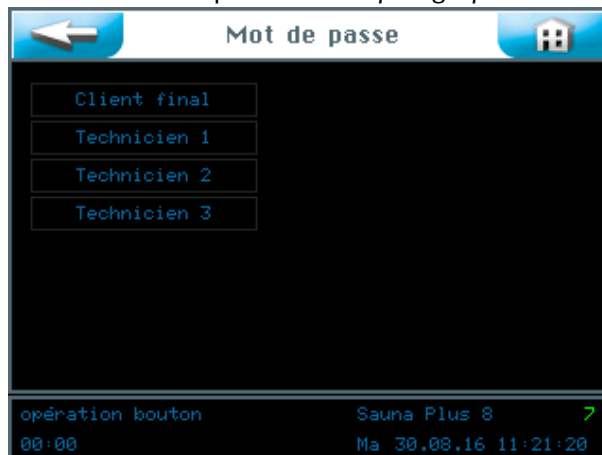 Mot de passe
Client final
Technicien 1
Technicien 2
Technicien 3
opération bouton Sauna Plus 8 7
00:00 Ma 30.08.16 11:21:20